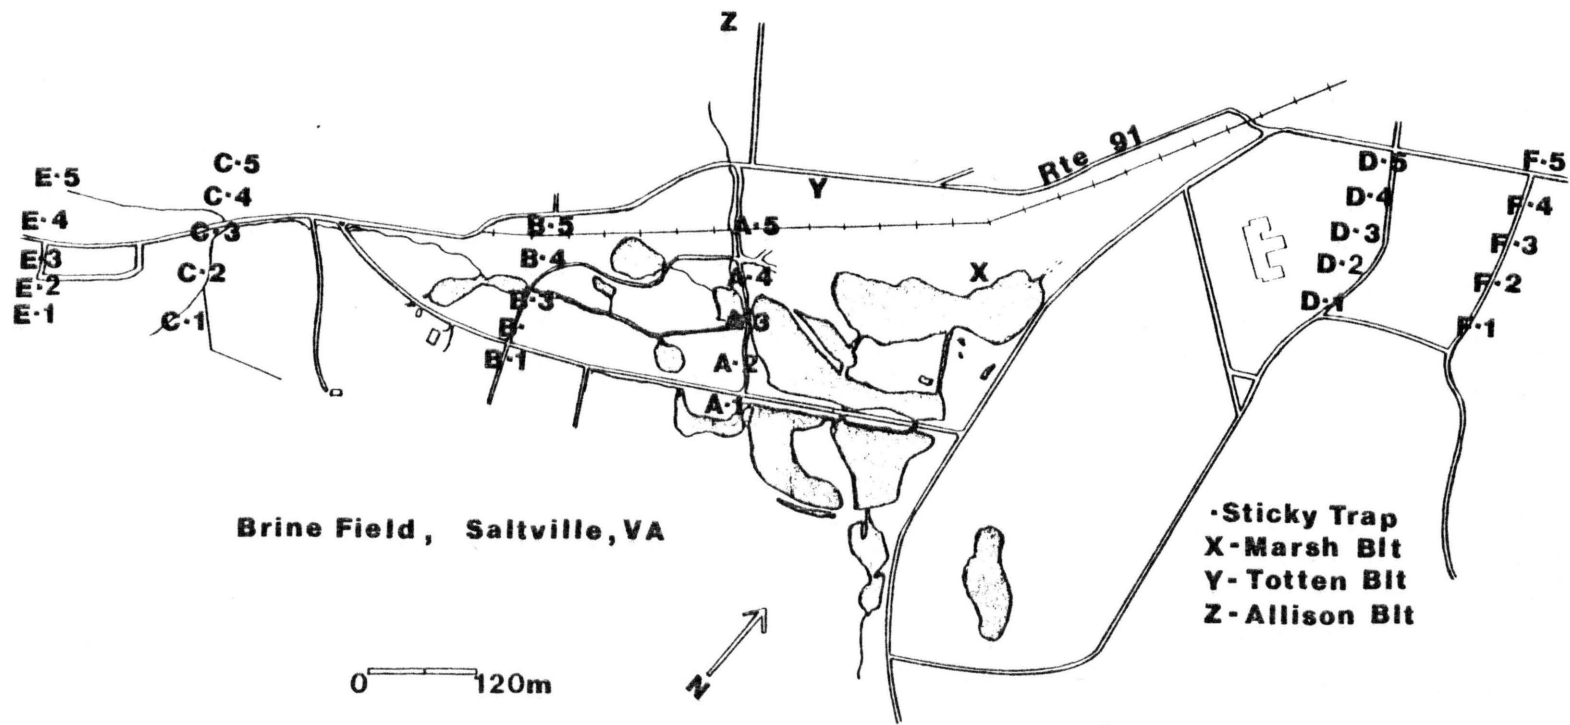 Z
Rte 91
C·5
D·5
F·5
E·5
C·4
Y
D·4
F·4
E·4
C·3
B·5
A·5
D·3
F·3
E·3
C·2
B·4
A·4
X
D·2
F·2
E·2
B·3
D·1
E·1
C·1
B·
A·3
F·1
B·1
A·2
A·1
Brine Field, Saltville, VA
·Sticky Trap
X-Marsh Blt
Y-Totten Blt
Z-Allison Blt
0 120m
N